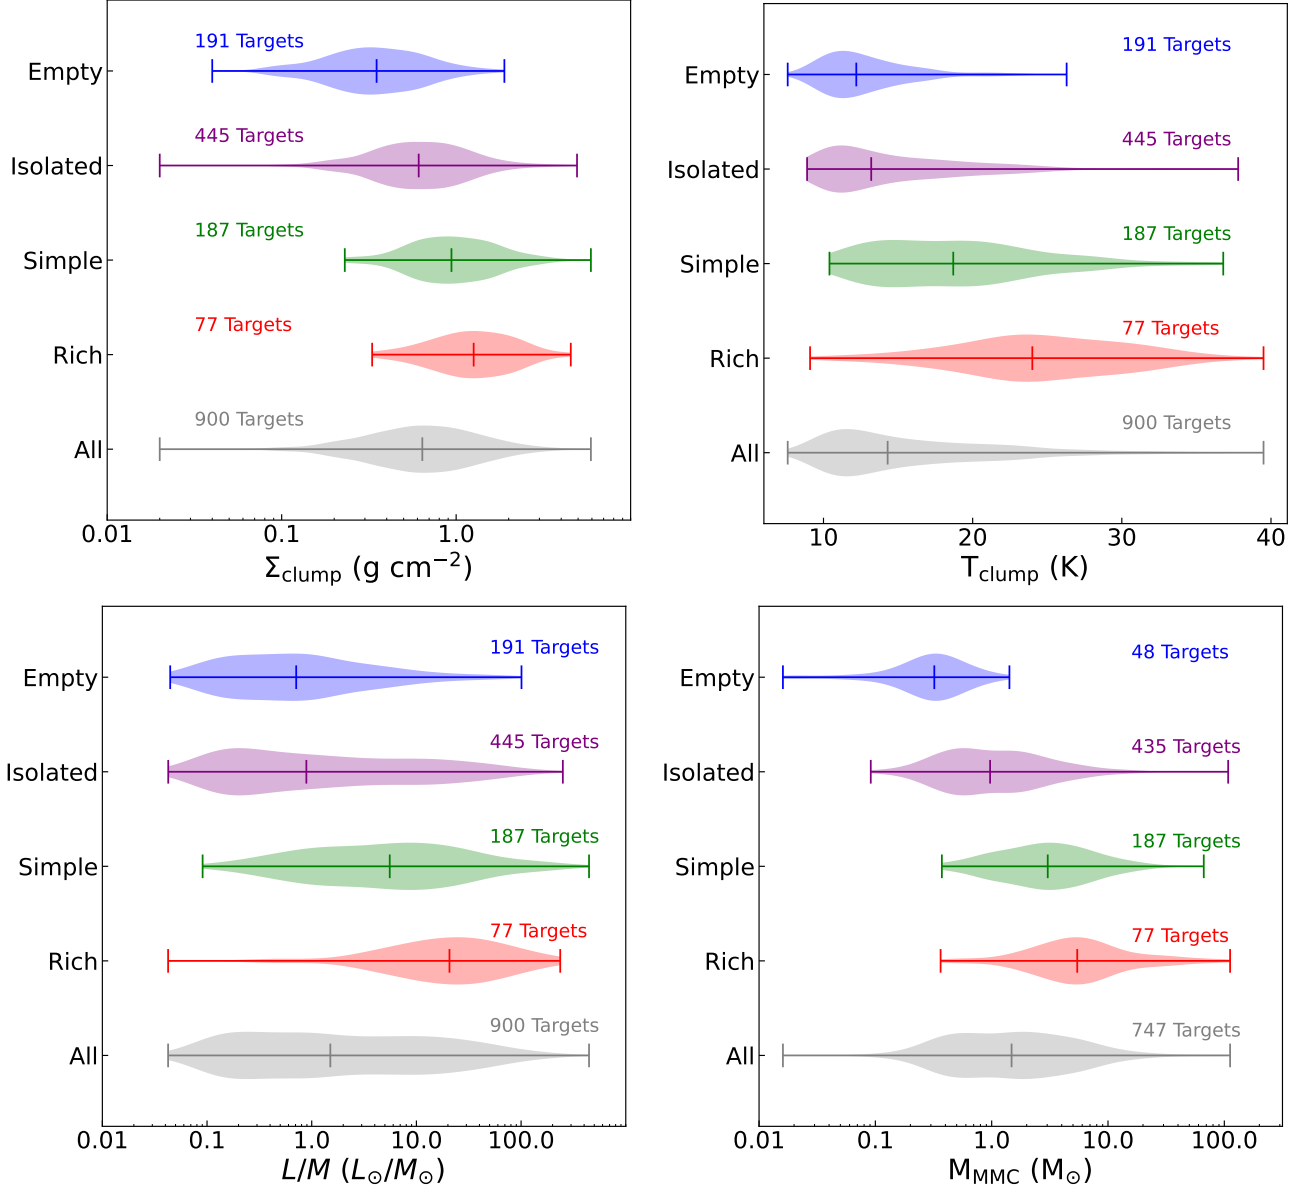 Empty
191 Targets
Isolated
445 Targets
Simple
187 Targets
Rich
77 Targets
All
900 Targets
0.01 0.1 1.0
Σclump (g cm−2)
Empty
191 Targets
Isolated
445 Targets
Simple
187 Targets
Rich
77 Targets
All
900 Targets
10 20 30 40
Tclump (K)
Empty
191 Targets
Isolated
445 Targets
Simple
187 Targets
Rich
77 Targets
All
900 Targets
0.01 0.1 1.0 10.0 100.0
L/M (L⊙/M⊙)
Empty
48 Targets
Isolated
435 Targets
Simple
187 Targets
Rich
77 Targets
All
747 Targets
0.01 0.1 1.0 10.0 100.0
MMMC (M⊙)